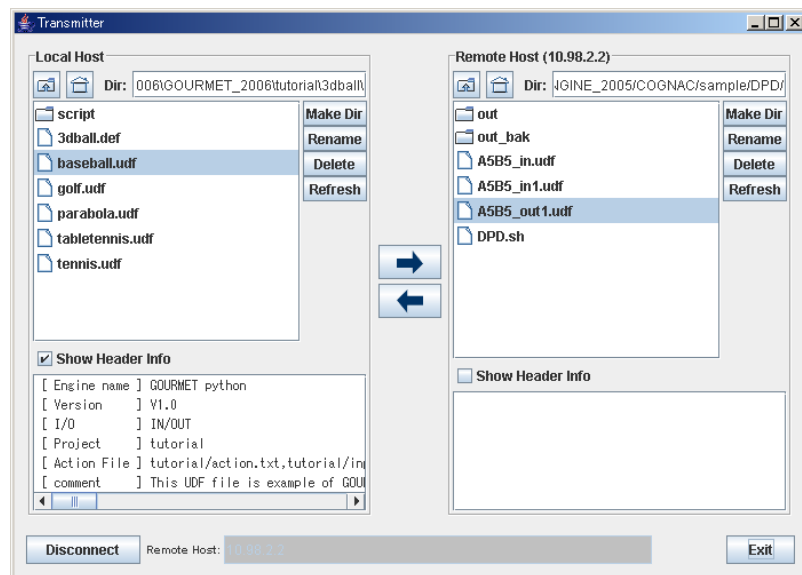 Transmitter
Local Host
Dir: 006\GOURMET_2006\tutorial\3dball\
script
3dball.def
baseball.udf
golf.udf
parabola.udf
tabletennis.udf
tennis.udf
Make Dir
Rename
Delete
Refresh
Show Header Info
[ Engine name ] GOURMET python
[ Version ] V1.0
[ I/O ] IN/OUT
[ Project ] tutorial
[ Action File ] tutorial/action.txt,tutorial/in
[ comment ] This UDF file is example of GOU
Remote Host (10.98.2.2)
Dir: NGINE_2005/COGNAC/sample/DPD/
out
out_bak
A5B5_in.udf
A5B5_in1.udf
A5B5_out1.udf
DPD.sh
Make Dir
Rename
Delete
Refresh
Show Header Info
Disconnect
Remote Host: 10.98.2.2
Exit